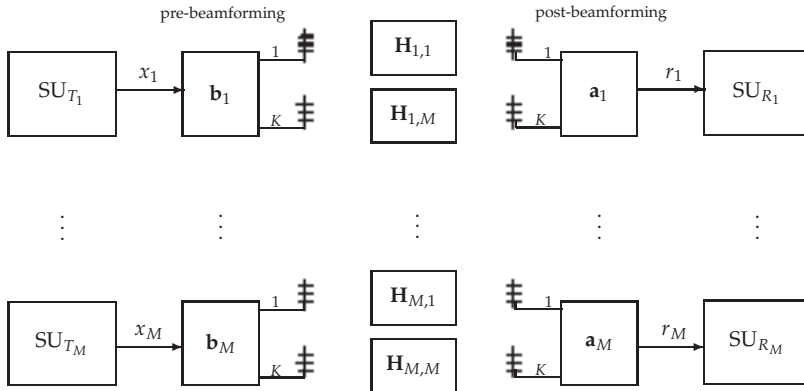 pre-beamforming post-beamforming
SU_{T_1} x_1 b_1 1 K H_{1,1} H_{1,M} 1 K a_1 r_1 SU_{R_1}
⋮ ⋮ ⋮ ⋮ ⋮
SU_{T_M} x_M b_M 1 K H_{M,1} H_{M,M} 1 K a_M r_M SU_{R_M}